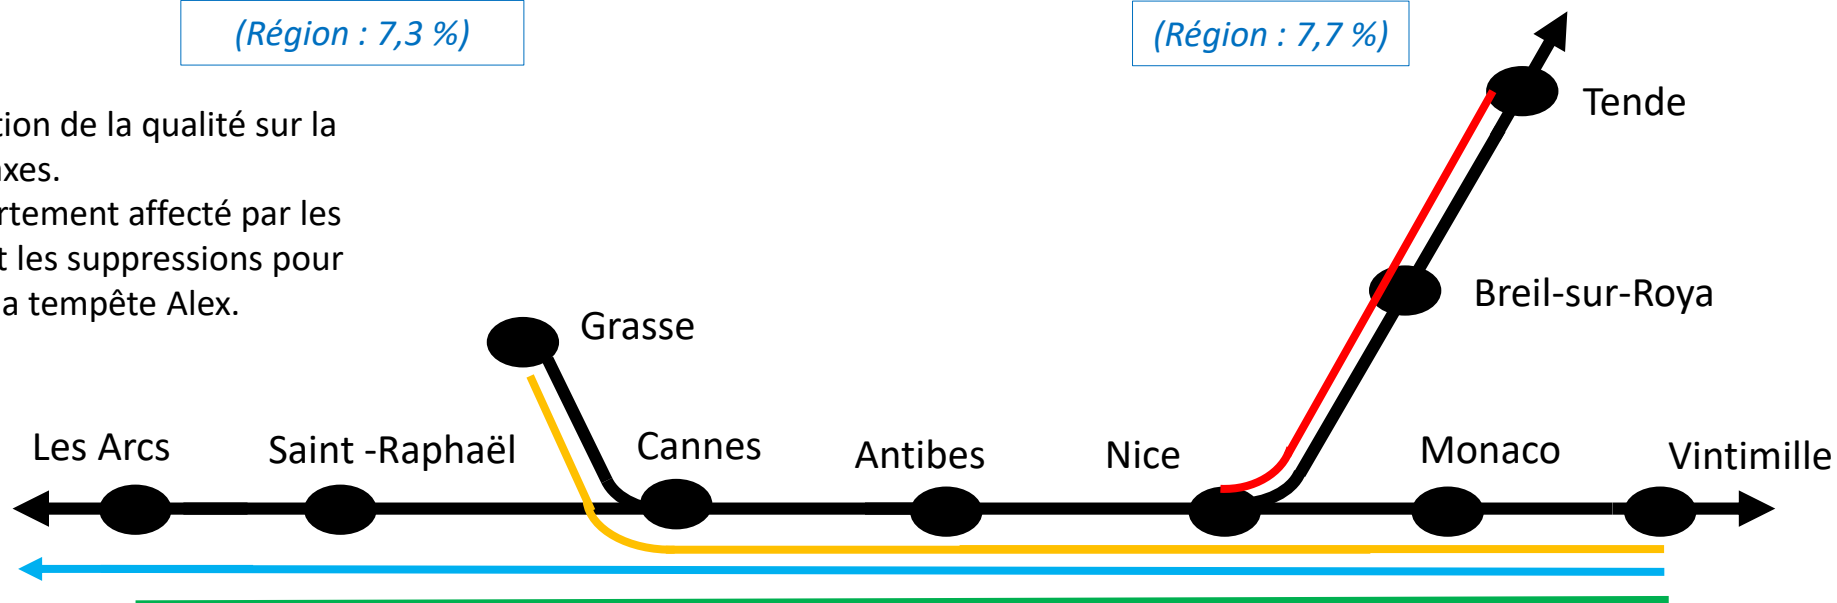 (Région : 7,3 %)
(Région : 7,7 %)
tion de la qualité sur la
axes.
rtement affecté par les
t les suppressions pour
a tempête Alex.
Tende
Breil-sur-Roya
Grasse
Les Arcs
Saint -Raphaël
Cannes
Antibes
Nice
Monaco
Vintimille